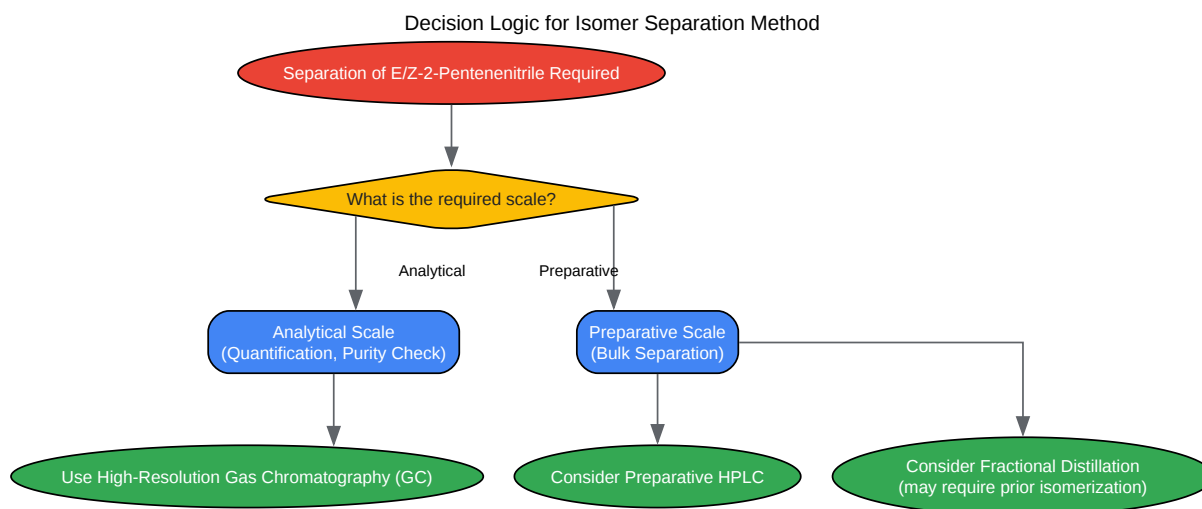 Decision Logic for Isomer Separation Method
Separation of E/Z-2-Pentenenitrile Required
What is the required scale?
Analytical
Preparative
Analytical Scale
(Quantification, Purity Check)
Preparative Scale
(Bulk Separation)
Use High-Resolution Gas Chromatography (GC)
Consider Preparative HPLC
Consider Fractional Distillation
(may require prior isomerization)